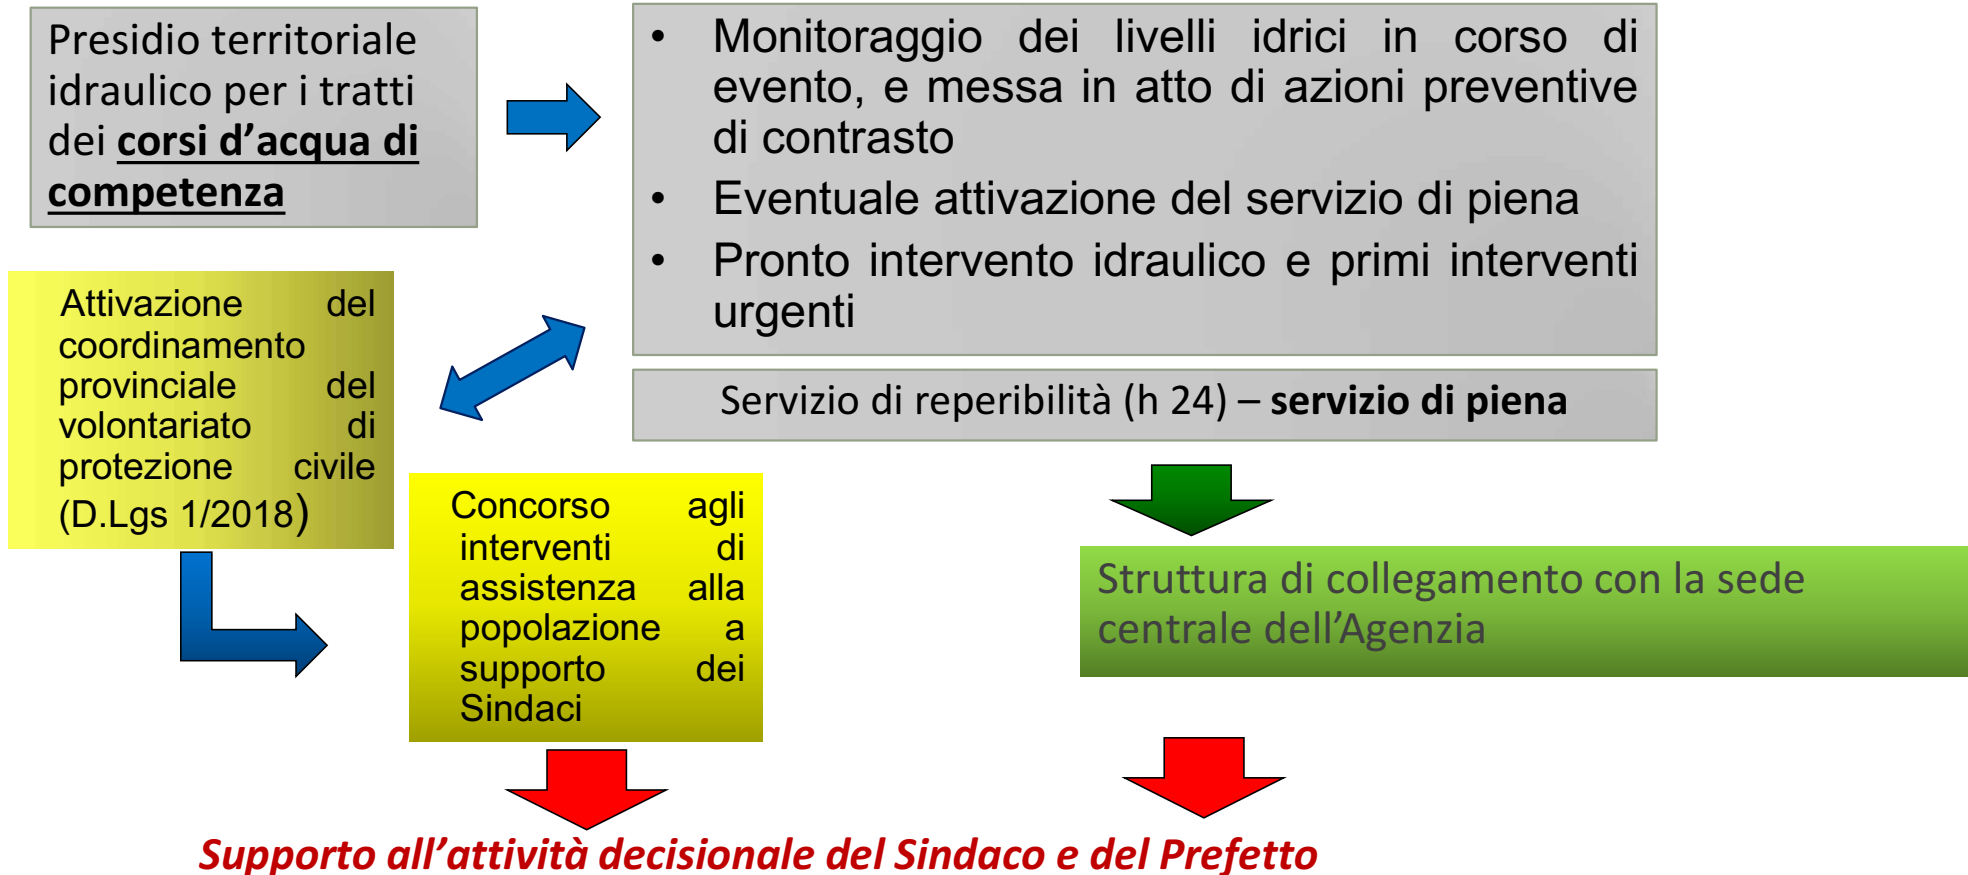 Presidio territoriale
idraulico per i tratti
dei corsi d’acqua di
competenza
• Monitoraggio dei livelli idrici in corso di
evento, e messa in atto di azioni preventive
di contrasto
• Eventuale attivazione del servizio di piena
• Pronto intervento idraulico e primi interventi
urgenti
Servizio di reperibilità (h 24) – servizio di piena
Attivazione del
coordinamento
provinciale del
volontariato di
protezione civile
(D.Lgs 1/2018)
Concorso agli
interventi di
assistenza alla
popolazione a
supporto dei
Sindaci
Struttura di collegamento con la sede
centrale dell’Agenzia
Supporto all’attività decisionale del Sindaco e del Prefetto